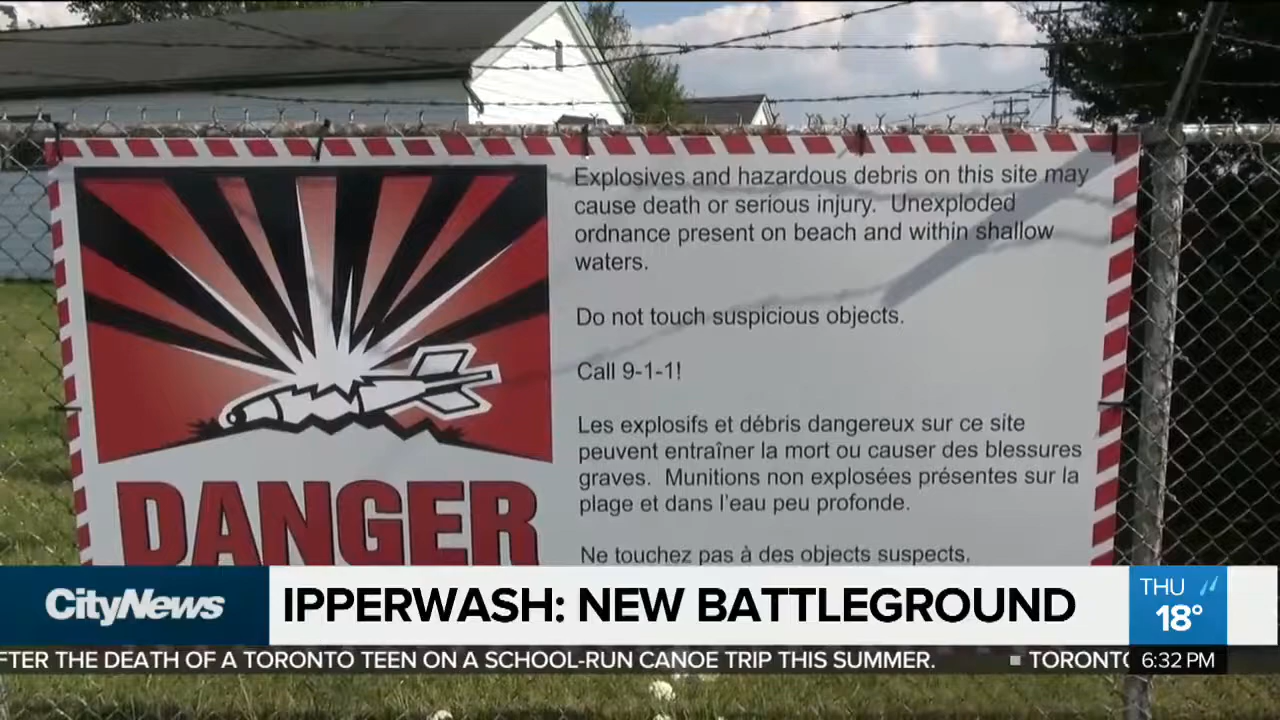 Explosives and hazardous debris on this site may
cause death or serious injury. Unexploded
ordnance present on beach and within shallow
waters.
Do not touch suspicious objects.
Call 9-1-1!
Les explosifs et débris dangereux sur ce site
peuvent entraîner la mort ou causer des blessures
graves. Munitions non explosées présentes sur la
plage et dans l'eau peu profonde.
Ne touchez pas à des objects suspects.
DANGER
CityNews
IPPERWASH: NEW BATTLEGROUND
THU
18°
FTER THE DEATH OF A TORONTO TEEN ON A SCHOOL-RUN CANOE TRIP THIS SUMMER. ■ TORONTO
6:32 PM